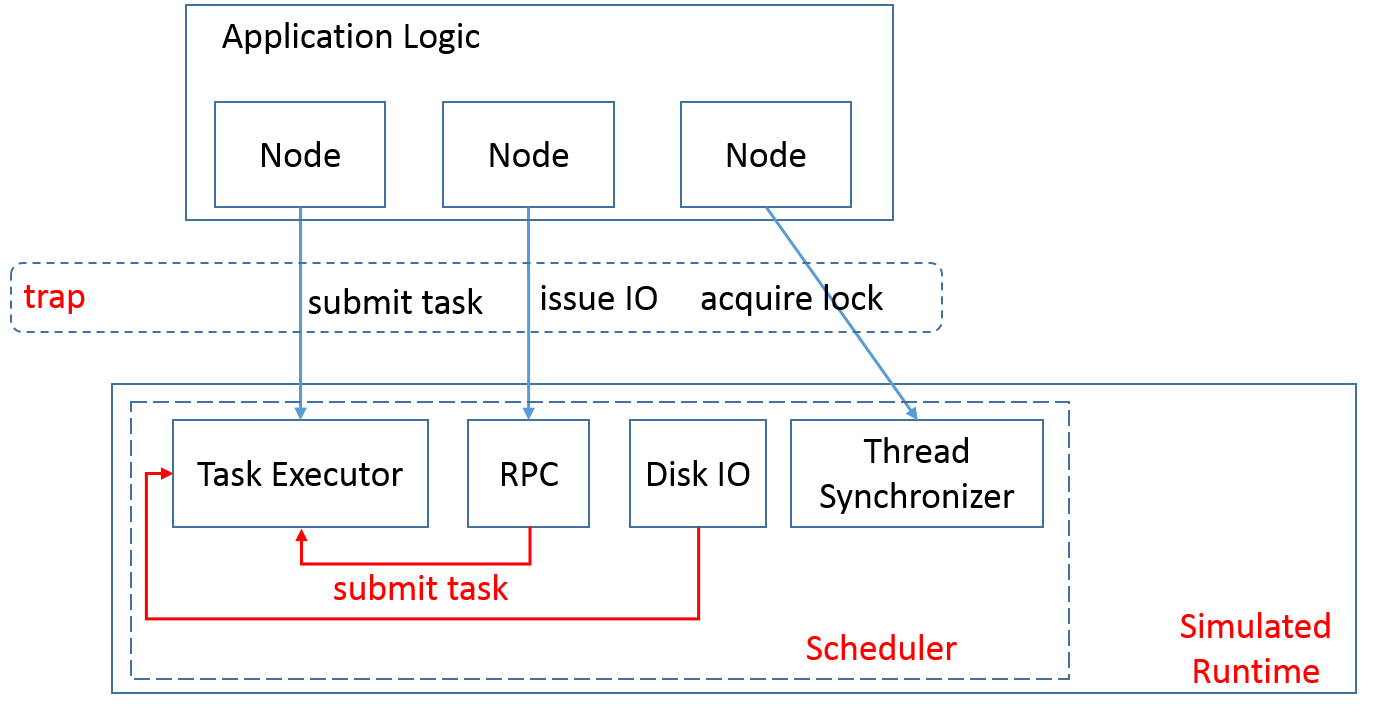 Application Logic
Node
Node
Node
trap
submit task
issue IO
acquire lock
Task Executor
RPC
Disk IO
Thread
Synchronizer
submit task
Scheduler
Simulated
Runtime